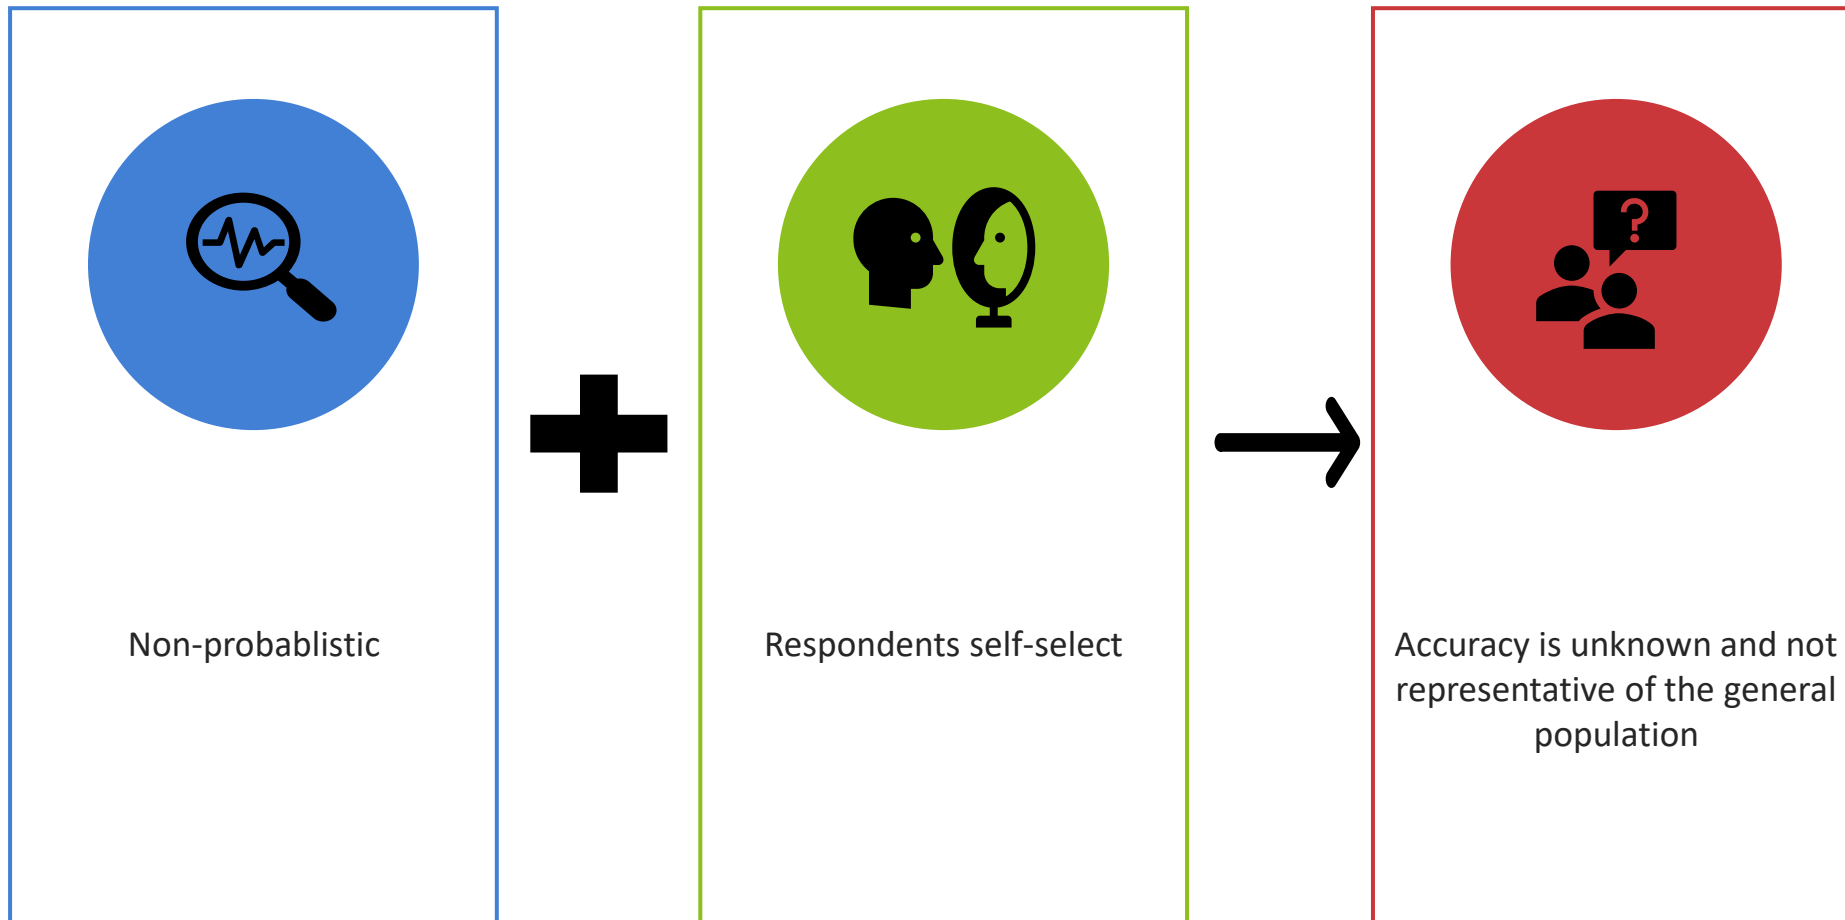 Non-probablistic
Respondents self-select
Accuracy is unknown and not
representative of the general
population
?